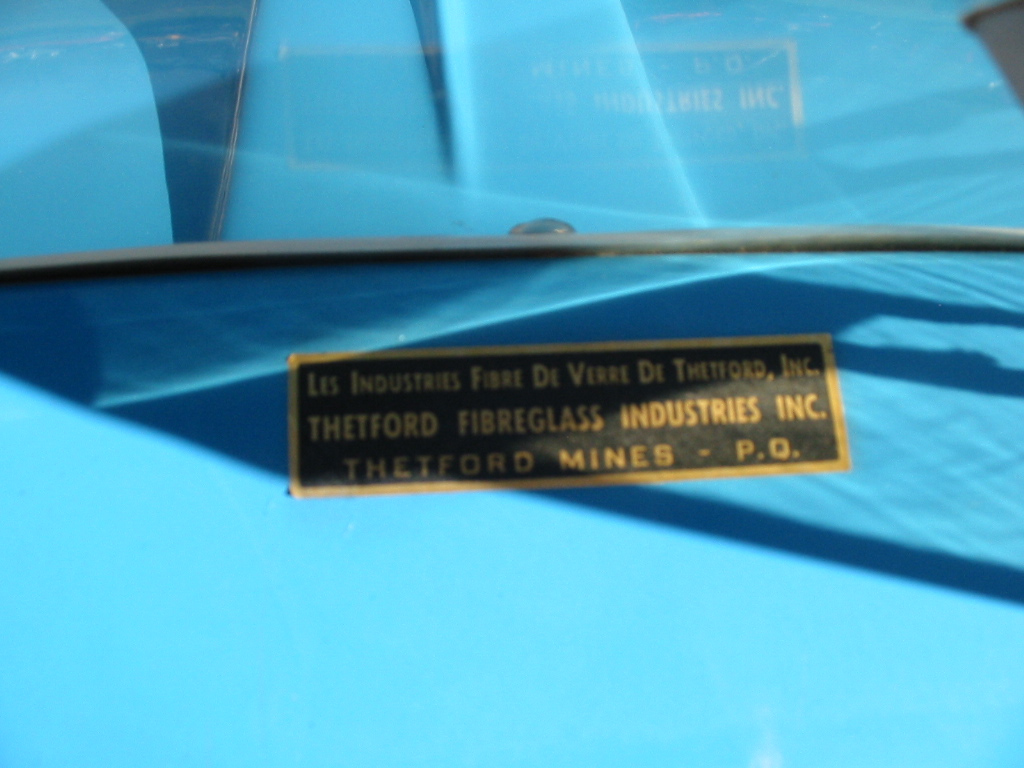 Les Industries Fibre De Verre De Thetford, Inc.
THETFORD FIBREGLASS INDUSTRIES INC.
THETFORD MINES - P.Q.